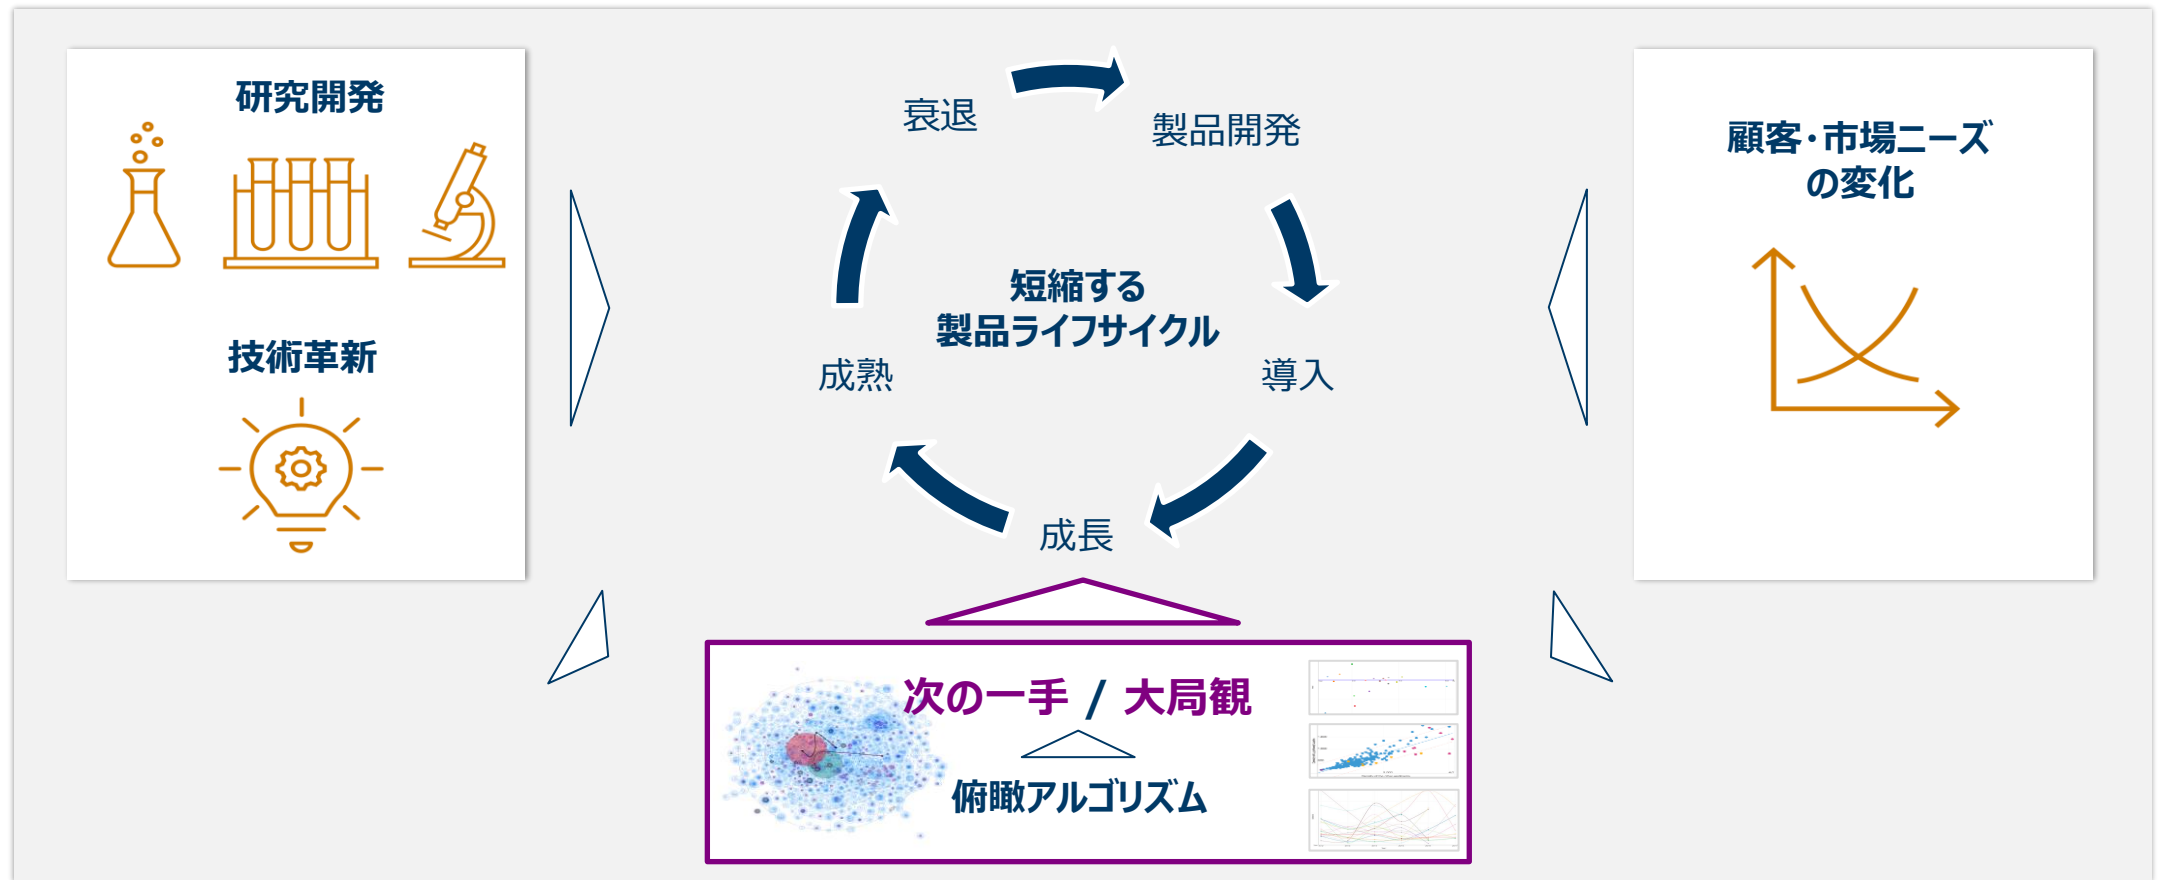 研究開発
技術革新
衰退
製品開発
短縮する
製品ライフサイクル
成熟
導入
成長
顧客・市場ニーズ
の変化
次の一手 / 大局観
俯瞰アルゴリズム